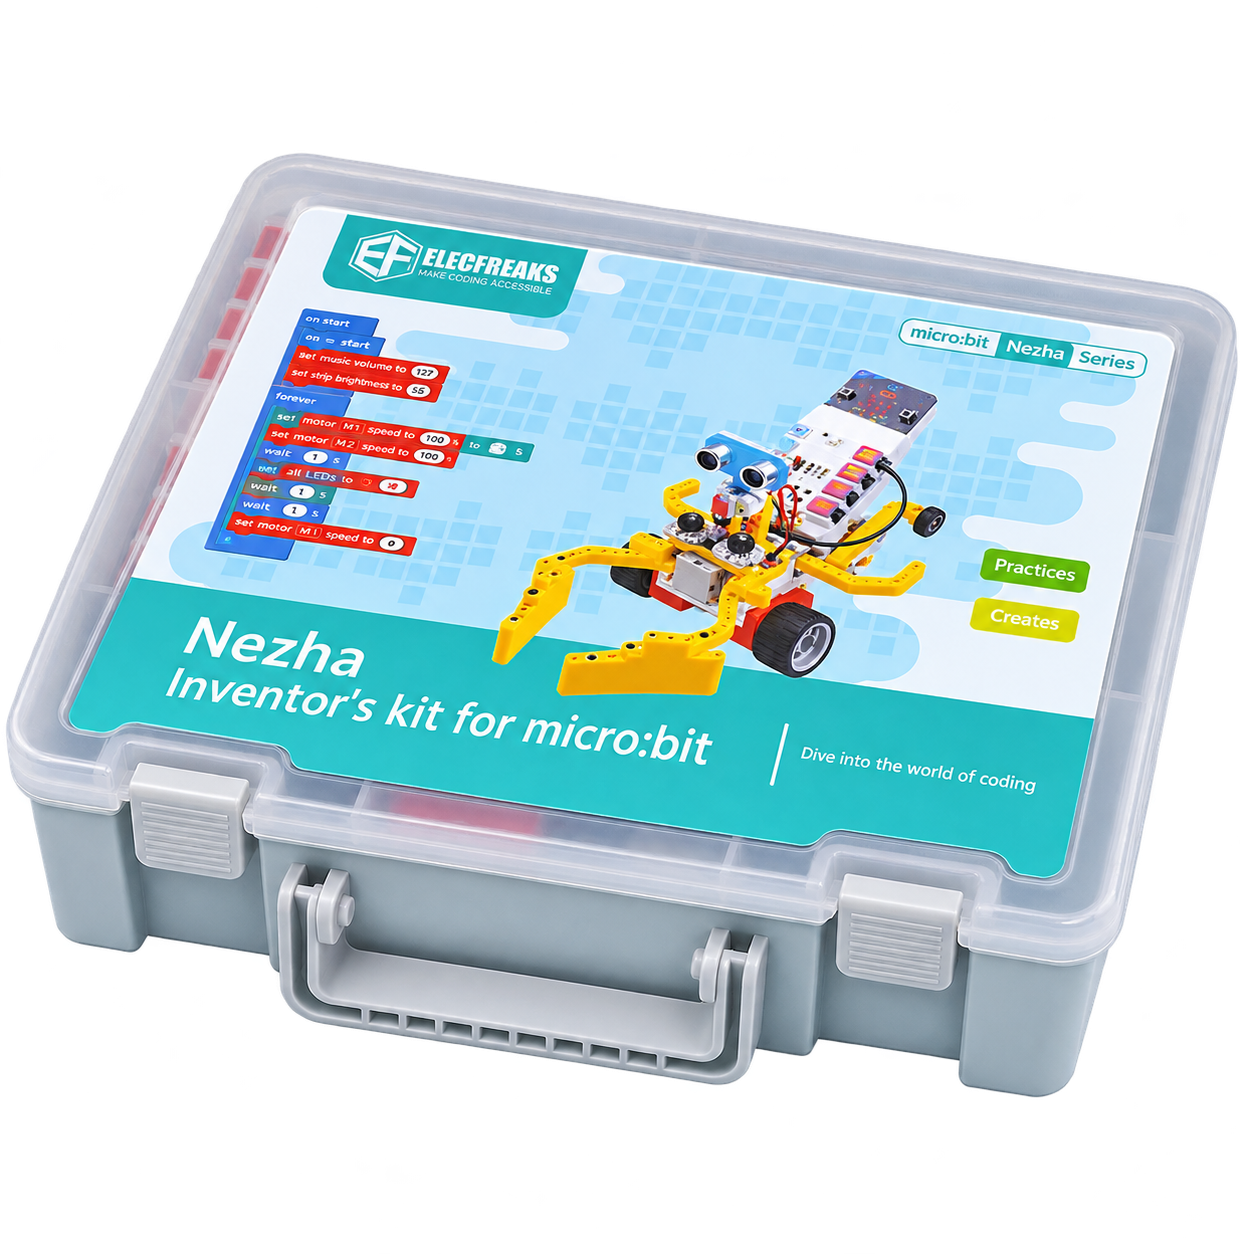 EF ELECFREAKS
MAKE CODING ACCESSIBLE
micro:bit Nezha Series
on start
on start
set music volume to 127
set strip brightness to 55
forever
set motor M1 speed to 100 % to S
set motor M2 speed to 100
wait 1 s
all LEDs to
wait 1 s
wait 1 s
set motor M1 speed to 0
Practices
Creates
Nezha
Inventor's kit for micro:bit
Dive into the world of coding